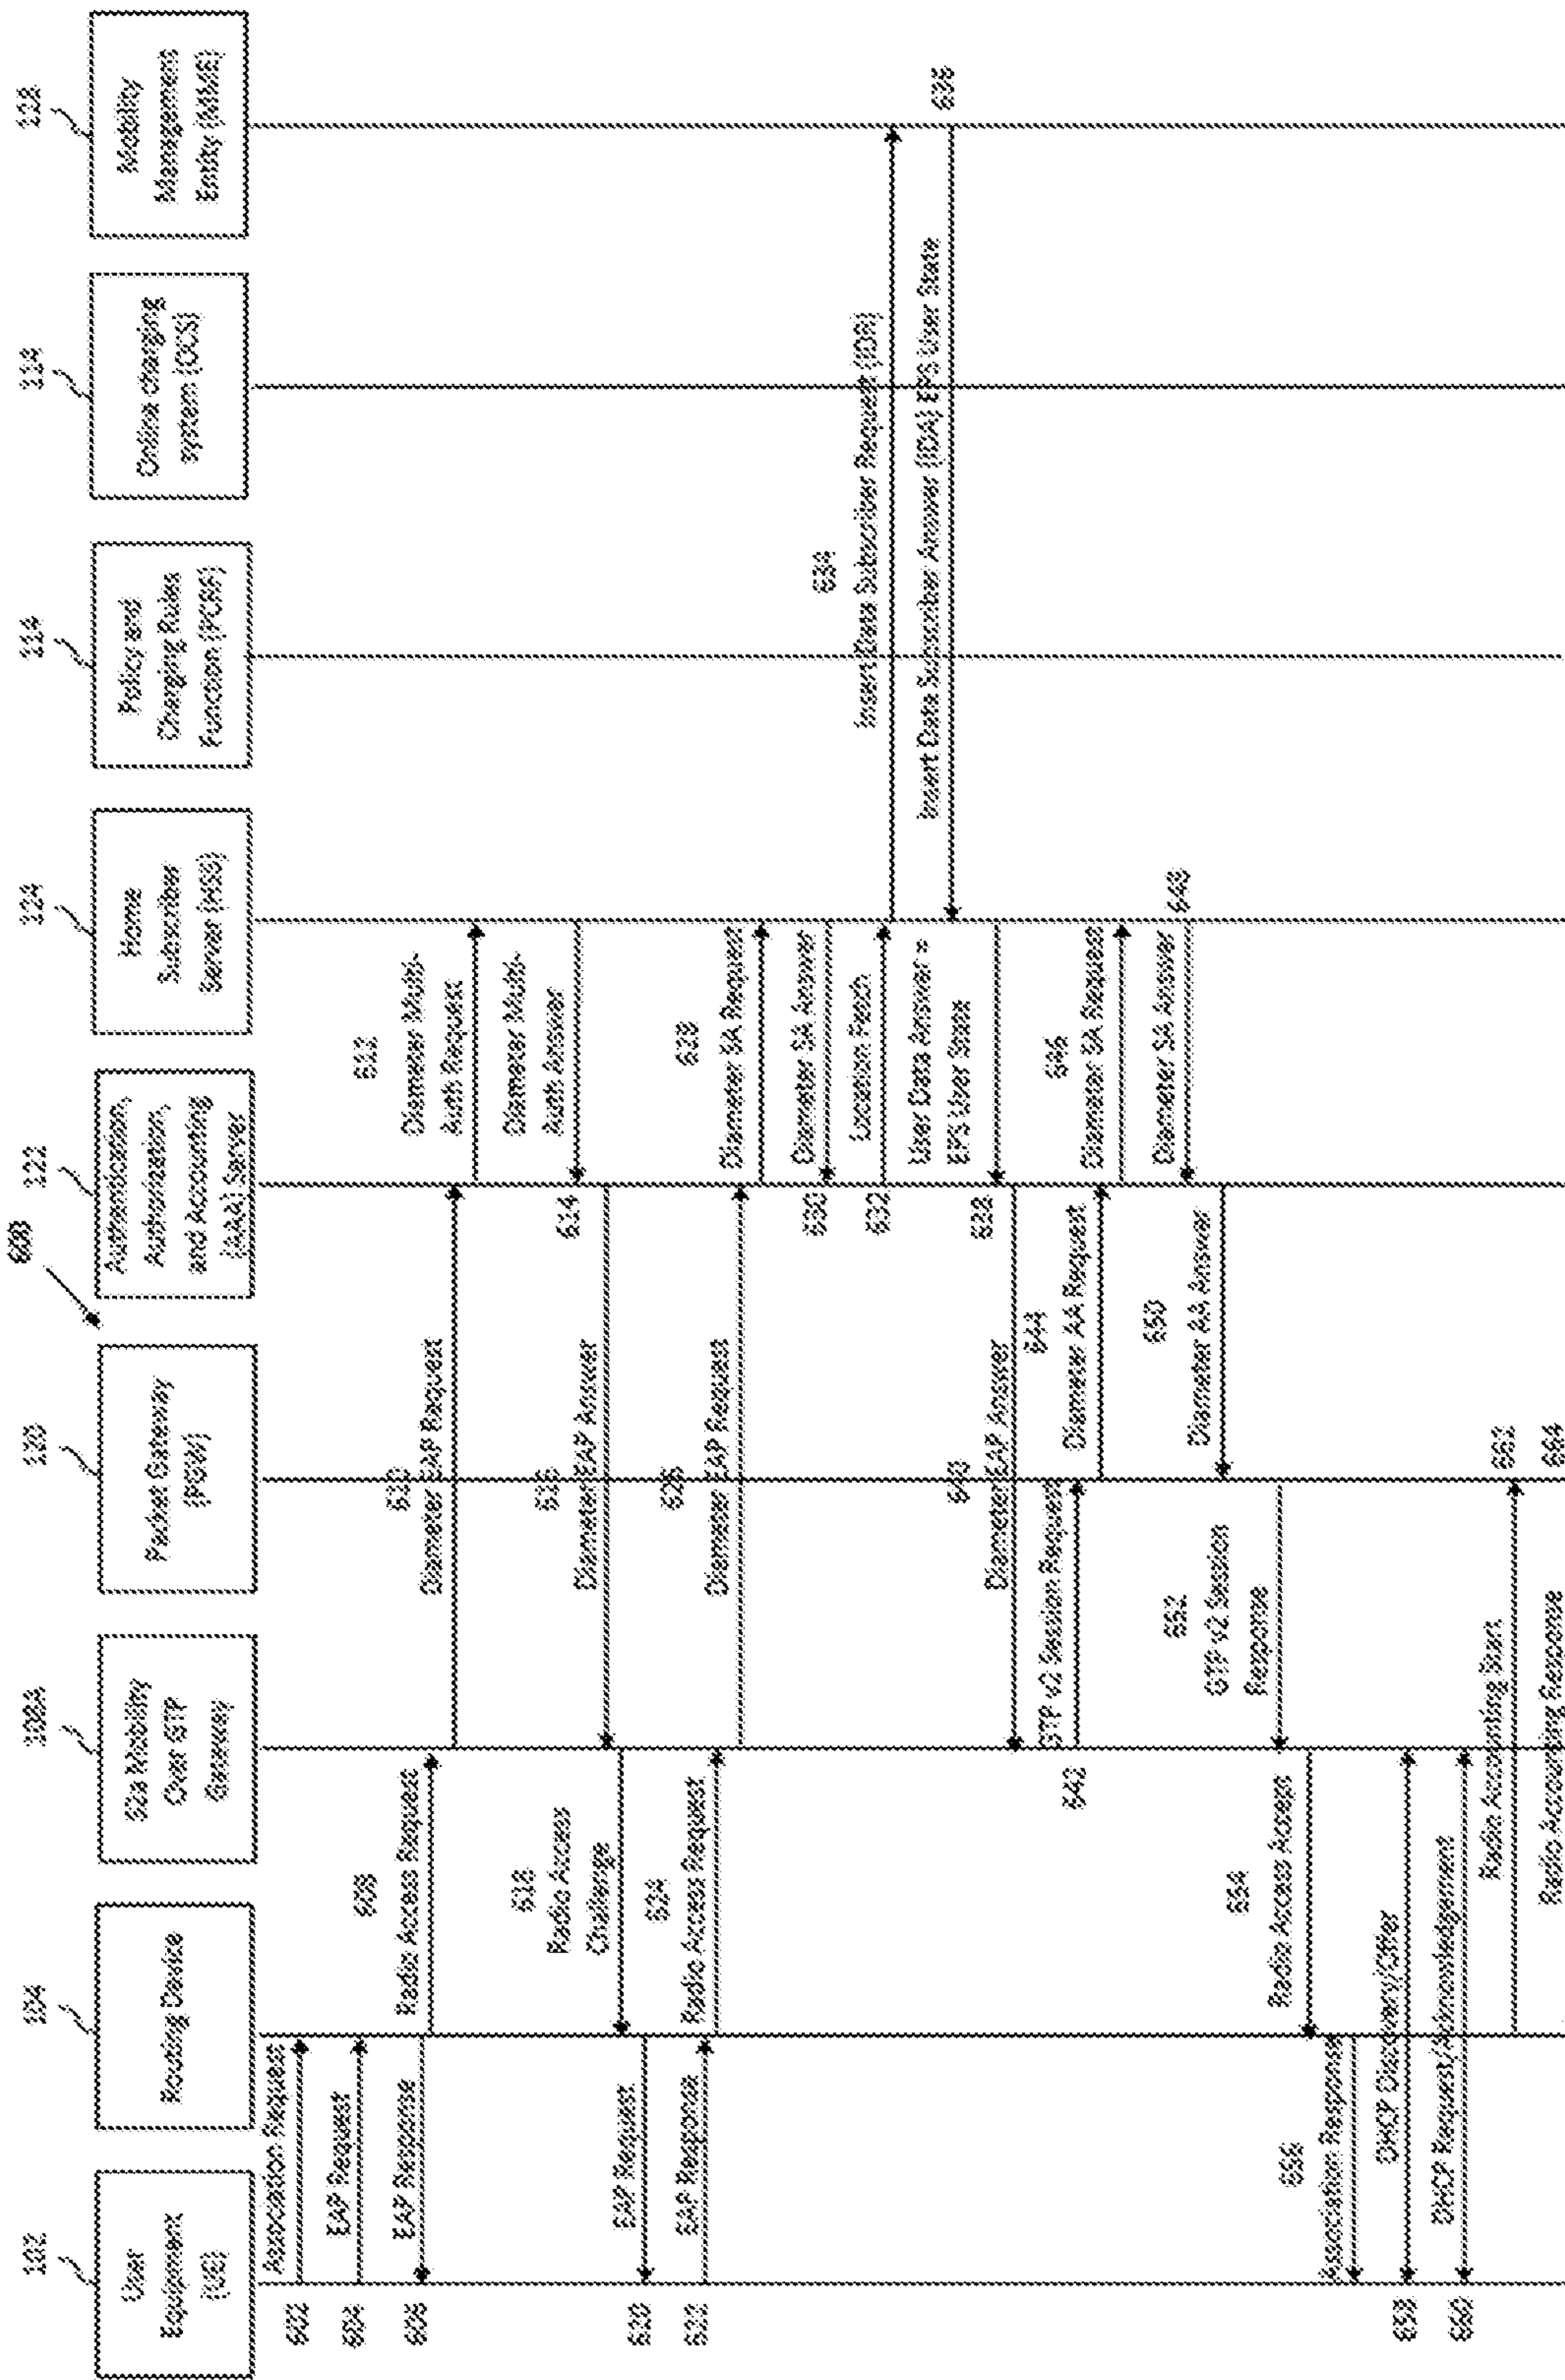 600
102
User
Equipment
(UE)
104
Routing Device
108A
S2a Mobility
Over GTP
Gateway
120
Packet Gateway
(PGW)
122
Authentication,
Authorization,
and Accounting
(AAA) Server
124
Home
Subscriber
Server (HSS)
114
Policy and
Charging Rules
Function (PCRF)
Online charging
system (OCS)
Mobility
Management
Entity (MME)
602
Association Request
604
EAP Request
606
EAP Response
608
Radio Access Request
610
Diameter EAP Request
612
Diameter Multi-
Auth Request
Diameter Multi-
Auth Answer
614
616
Diameter EAP Answer
618
Radio Access
Challenge
620
EAP Request
622
EAP Response
624
Radio Access Request
626
Diameter EAP Request
628
Diameter SA Request
Diameter SA Answer
630
Location Fetch
632
634
Insert Data Subscriber Request (IDR)
Insert Data Subscriber Answer (IDA) EPS User State
636
User Data Answer =
EPS User State
640
Diameter EAP Answer
GTP v2 Session Request
642
644
Diameter AA Request
646
Diameter SA Request
Diameter SA Answer
648
650
Diameter AA Answer
652
GTP v2 Session
Response
654
Radio Access Accept
656
Association Response
658
DHCP Discovery/Offer
660
DHCP Request/Acknowledgement
Radio Accounting Start
662
Radio Accounting Response
664